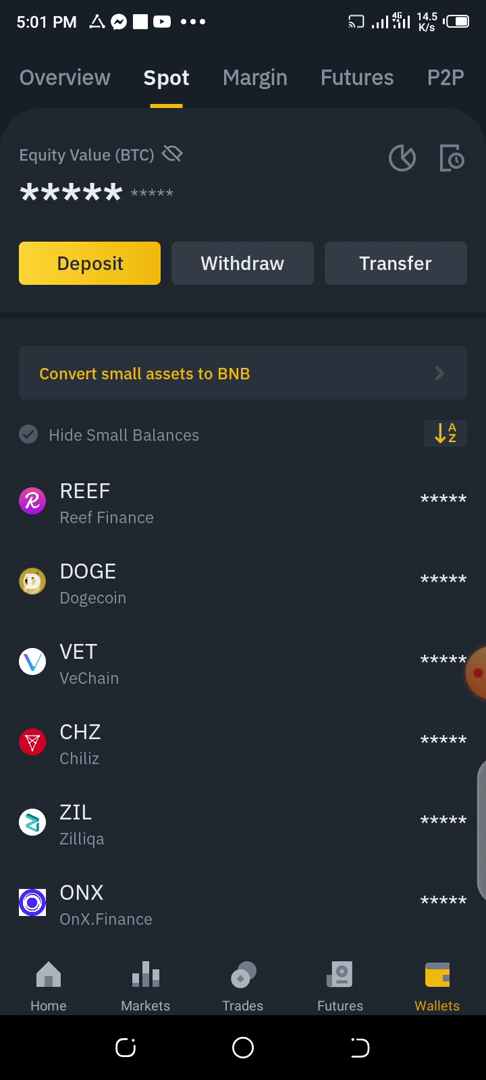 5:01 PM
4G
14.5
K/s
Overview Spot Margin Futures P2P
Equity Value (BTC)
***** *****
Deposit Withdraw Transfer
Convert small assets to BNB
Hide Small Balances
A
Z
REEF
Reef Finance
*****
DOGE
Dogecoin
*****
VET
VeChain
*****
CHZ
Chiliz
*****
ZIL
Zilliqa
*****
ONX
OnX.Finance
*****
Home Markets Trades Futures Wallets